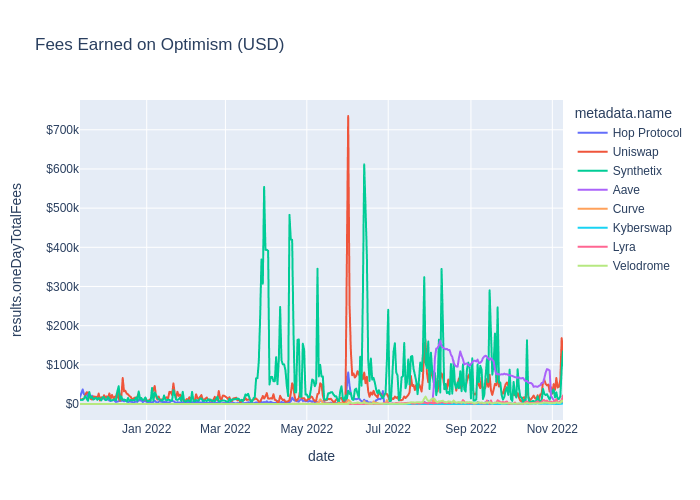 Fees Earned on Optimism (USD)
metadata.name
Hop Protocol
Uniswap
Synthetix
Aave
Curve
Kyberswap
Lyra
Velodrome
results.oneDayTotalFees
$700k
$600k
$500k
$400k
$300k
$200k
$100k
$0
Jan 2022 Mar 2022 May 2022 Jul 2022 Sep 2022 Nov 2022
date